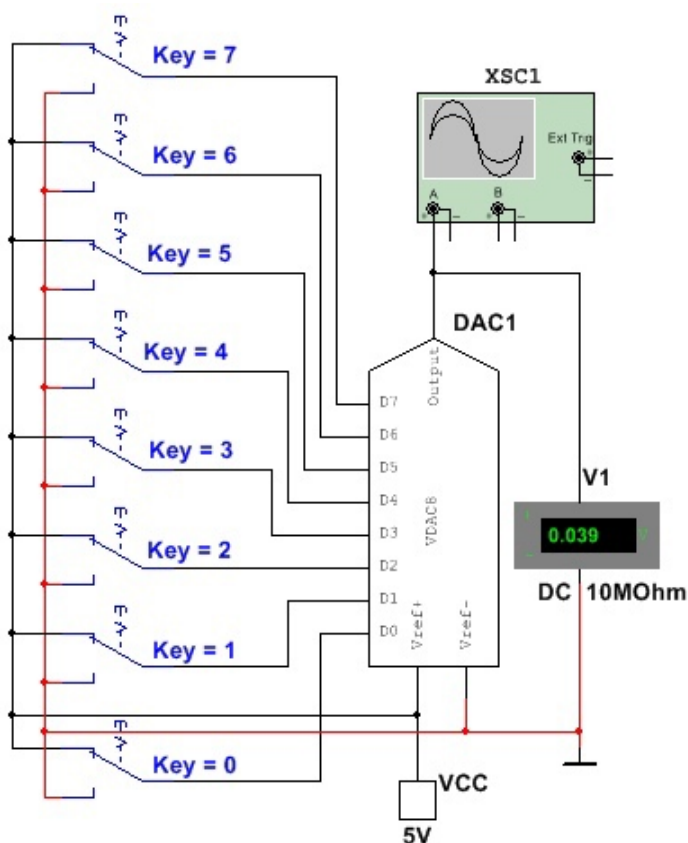 Key = 7
XSC1
Ext Trig
Key = 6
A
B
Key = 5
DAC1
Key = 4
Output
D7
D6
Key = 3
D5
V1
D4
VDAC8
D3
0.039
V
Key = 2
D2
DC 10MOhm
D1
Vref+
Vref-
D0
Key = 1
Key = 0
VCC
5V